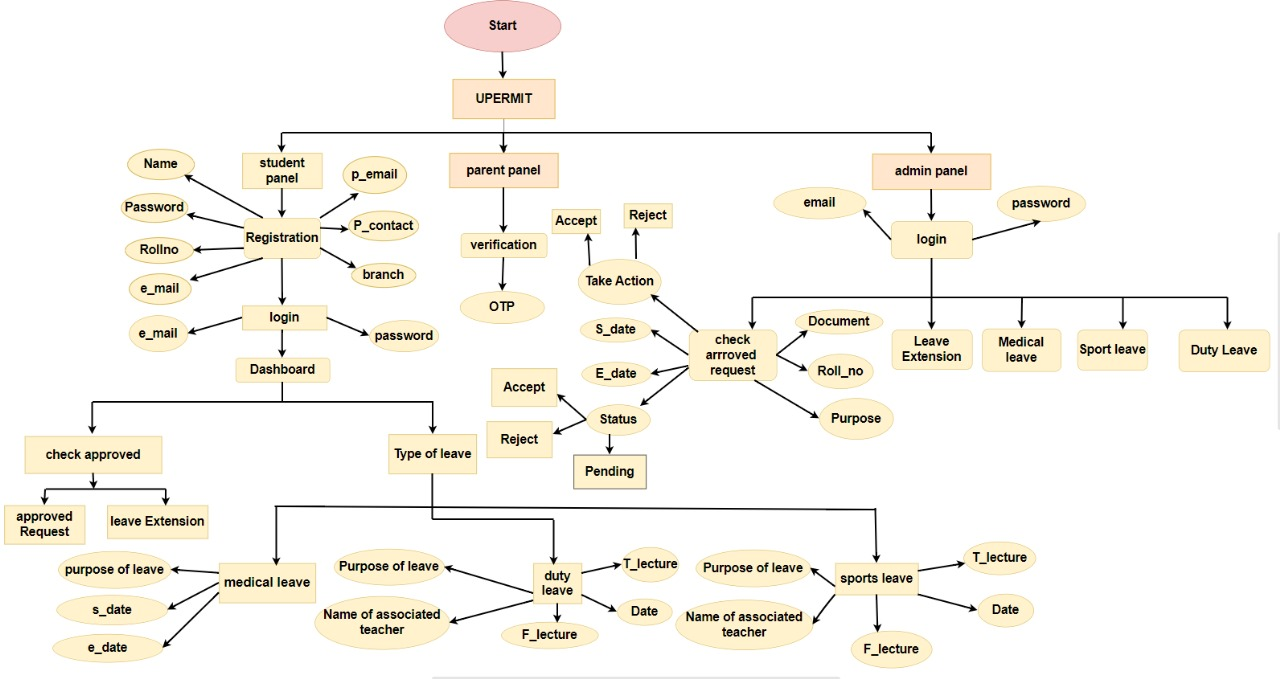 Start
UPERMIT
student
panel
parent panel
admin panel
Name
Password
Rollno
e_mail
Registration
p_email
P_contact
branch
login
e_mail
password
Dashboard
verification
OTP
Accept
Reject
Take Action
email
password
login
S_date
E_date
check
arrroved
request
Document
Roll_no
Purpose
Leave
Extension
Medical
leave
Sport leave
Duty Leave
Status
Accept
Reject
Pending
check approved
Type of leave
approved
Request
leave Extension
purpose of leave
s_date
e_date
medical leave
Purpose of leave
Name of associated
teacher
duty
leave
T_lecture
Date
F_lecture
Purpose of leave
Name of associated
teacher
sports leave
T_lecture
Date
F_lecture